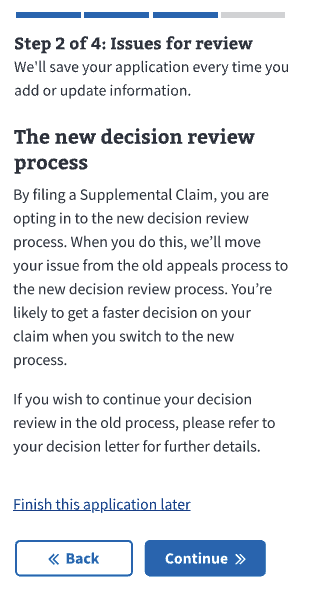 Step 2 of 4: Issues for review
We'll save your application every time you
add or update information.
The new decision review
process
By filing a Supplemental Claim, you are
opting in to the new decision review
process. When you do this, we’ll move
your issue from the old appeals process to
the new decision review process. You’re
likely to get a faster decision on your
claim when you switch to the new
process.
If you wish to continue your decision
review in the old process, please refer to
your decision letter for further details.
Finish this application later
« Back
Continue »